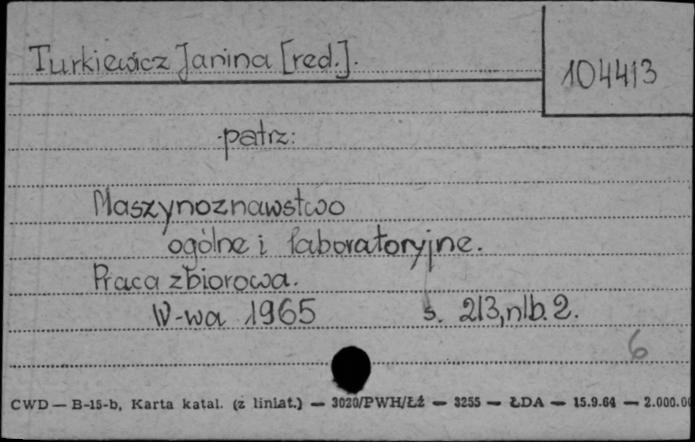 Turkiewicz Janina [red.].
104413
patrz:
Maszynoznawstwo
ogólne i laboratoryjne.
Praca zbiorowa.
W-wa 1965 s. 213, nlb. 2.
6
CWD — B-15-b, Karta katal. (z liniat.) — 3020/PWH/Łż — 3255 — ŁDA — 15.9.64 — 2.000.00